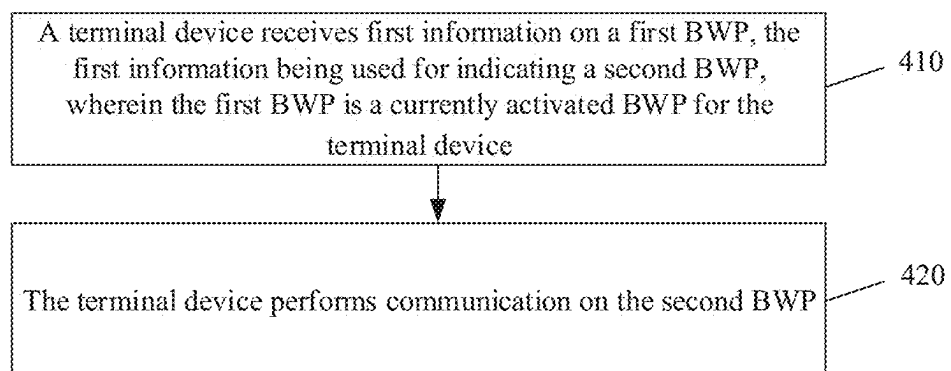 A terminal device receives first information on a first BWP, the
first information being used for indicating a second BWP,
wherein the first BWP is a currently activated BWP for the
terminal device
410
The terminal device performs communication on the second BWP
420